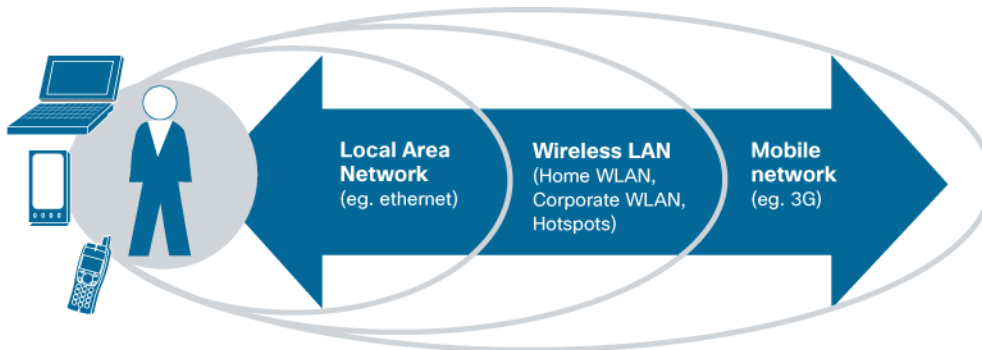 Local Area
Network
(eg. ethernet)
Wireless LAN
(Home WLAN,
Corporate WLAN,
Hotspots)
Mobile
network
(eg. 3G)